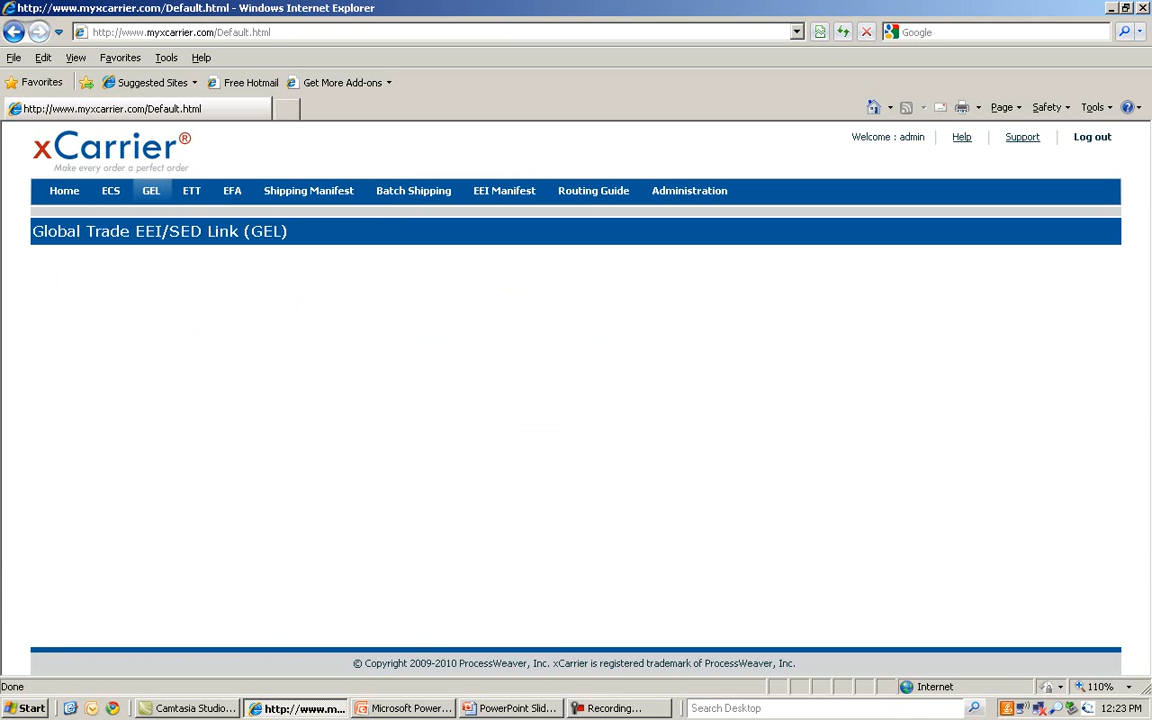 http://www.myxcarrier.com/Default.html - Windows Internet Explorer
http://www.myxcarrier.com/Default.html
Google
File Edit View Favorites Tools Help
Favorites Suggested Sites Free Hotmail Get More Add-ons
http://www.myxcarrier.com/Default.html
Page Safety Tools
xCarrier®
Make every order a perfect order
Welcome : admin Help Support Log out
Home ECS GEL ETT EFA Shipping Manifest Batch Shipping EEI Manifest Routing Guide Administration
Global Trade EEI/SED Link (GEL)
© Copyright 2009-2010 ProcessWeaver, Inc. xCarrier is registered trademark of ProcessWeaver, Inc.
Done Internet 110%
Start Camtasia Studio... http://www.m... Microsoft Power... PowerPoint Slid... Recording... Search Desktop 12:23 PM